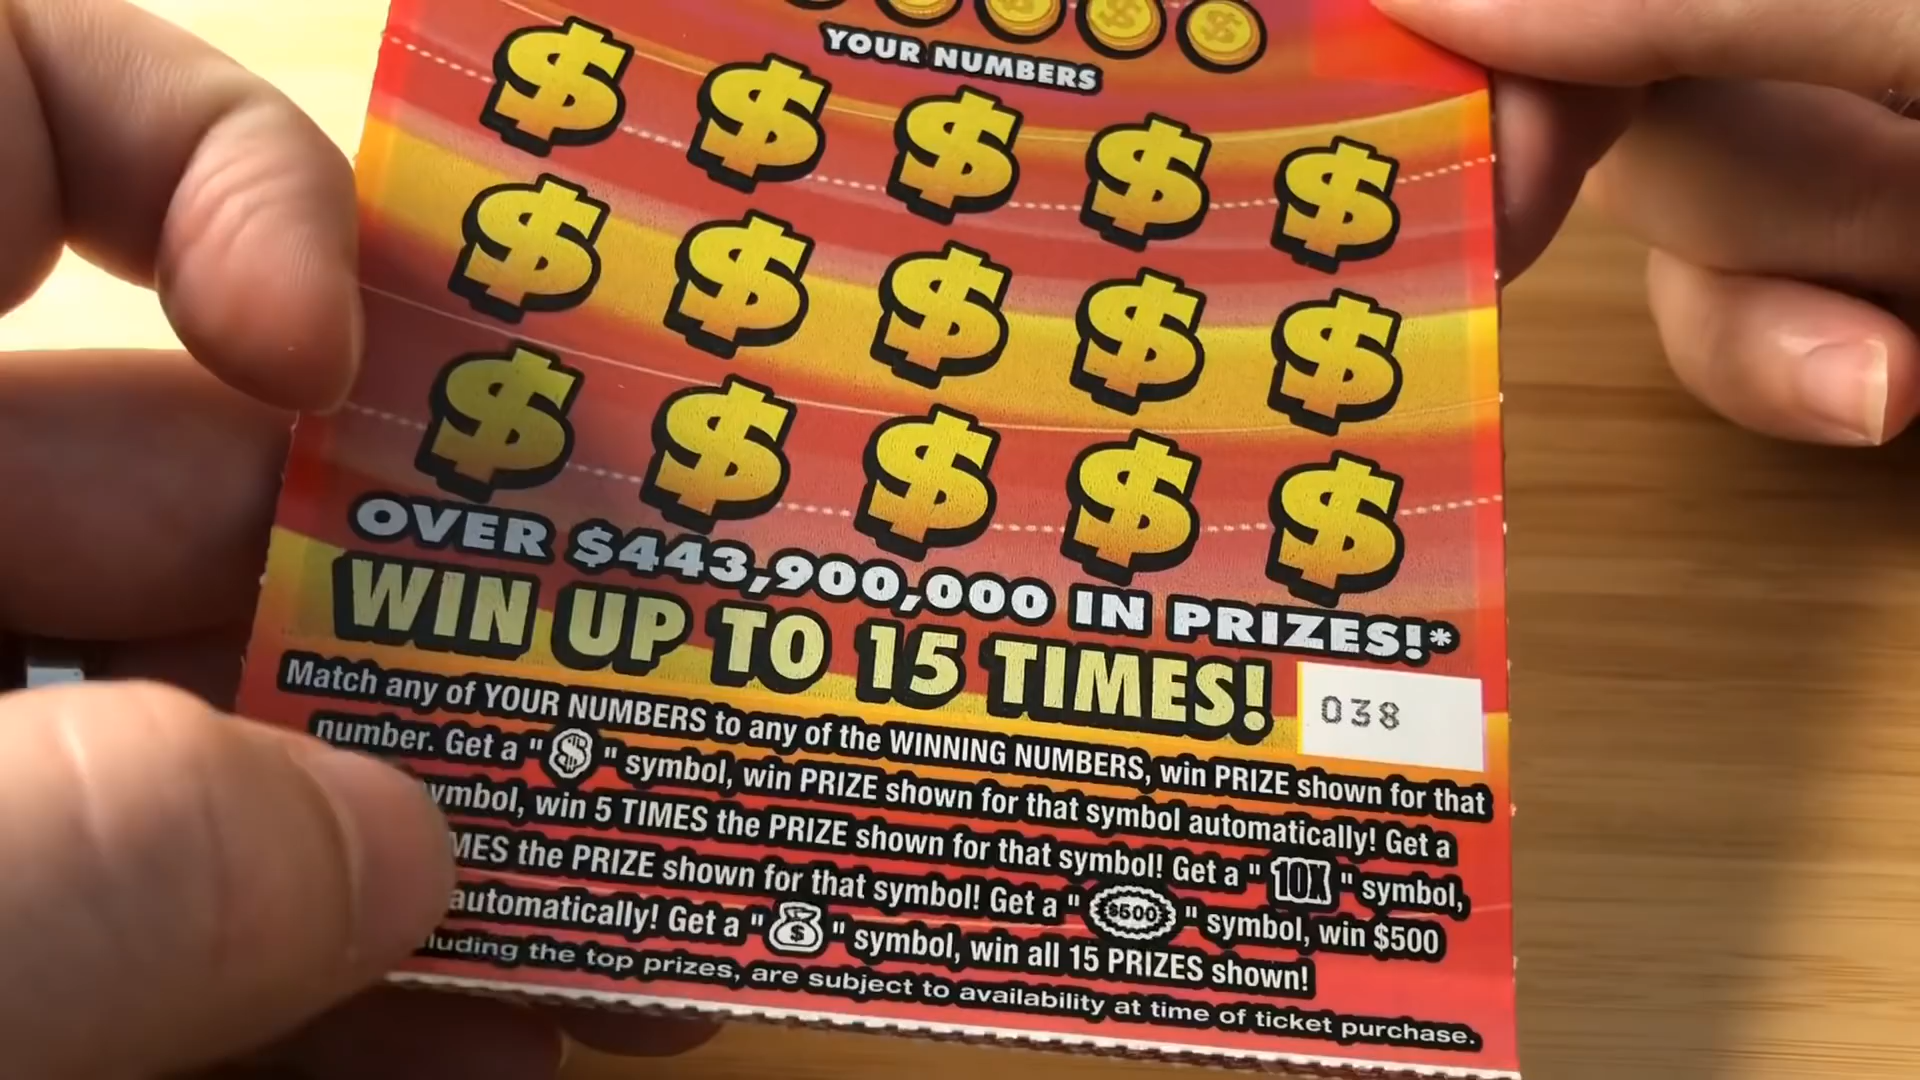 YOUR NUMBERS
OVER $443,900,000 IN PRIZES!*
WIN UP TO 15 TIMES!
038
Match any of YOUR NUMBERS to any of the WINNING NUMBERS, win PRIZE shown for that
number. Get a " $ " symbol, win PRIZE shown for that symbol automatically! Get a
symbol, win 5 TIMES the PRIZE shown for that symbol! Get a " 10X " symbol,
the PRIZE shown for that symbol! Get a " $500 " symbol, win $500
automatically! Get a " $ " symbol, win all 15 PRIZES shown!
the top prizes, are subject to availability at time of ticket purchase.